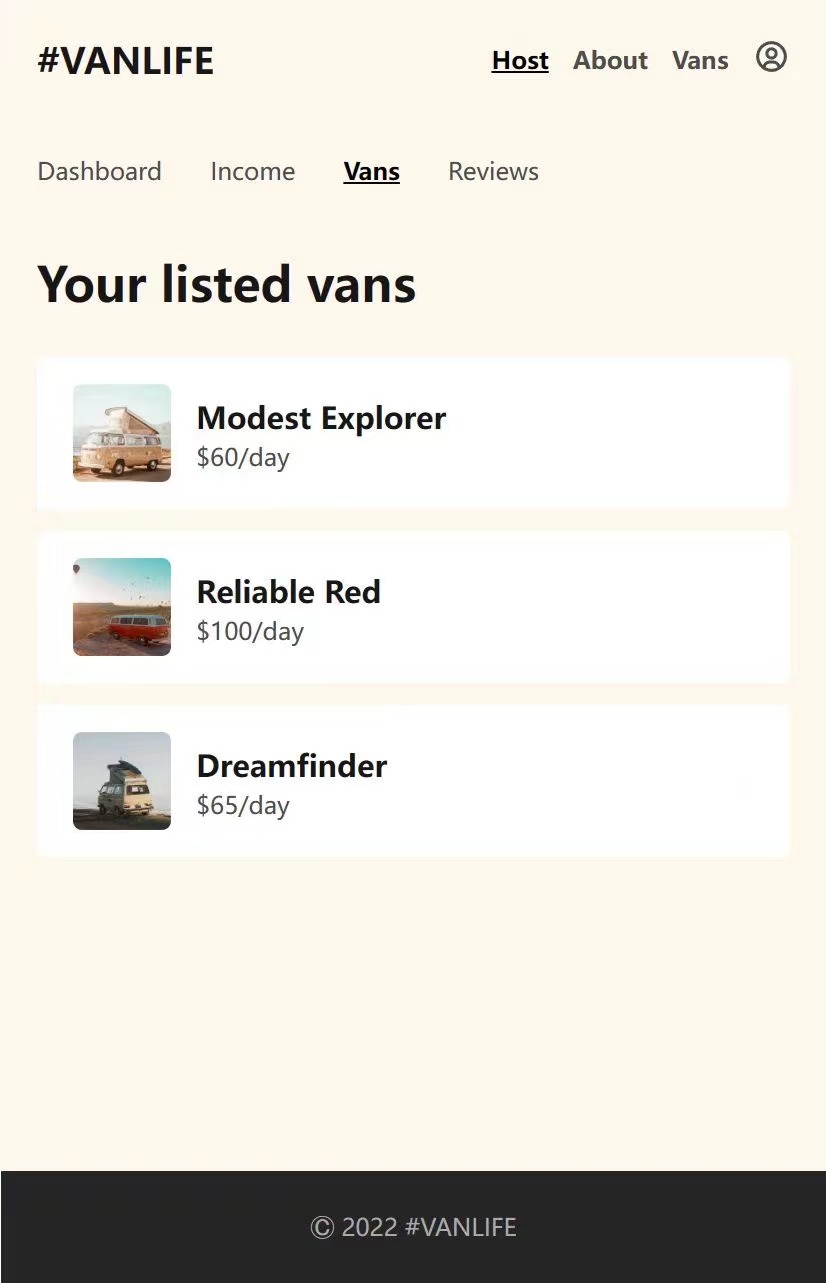 #VANLIFE Host About Vans
Dashboard Income Vans Reviews
Your listed vans
Modest Explorer
$60/day
Reliable Red
$100/day
Dreamfinder
$65/day
© 2022 #VANLIFE